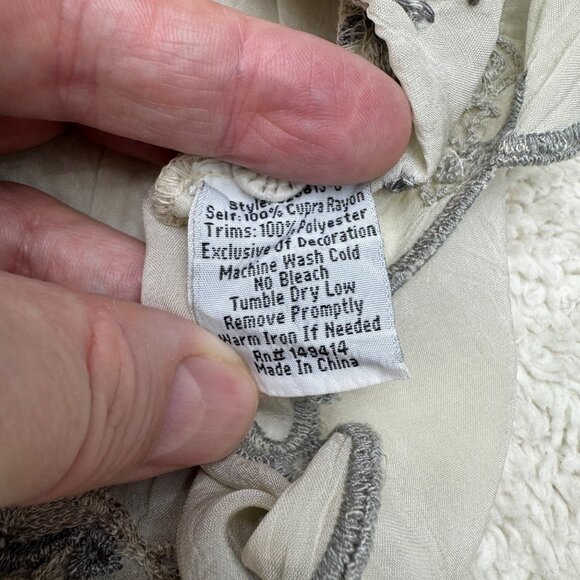 Style:
Self:100% Cupra Rayon
Trims:100% Polyester
Exclusive Of Decoration
Machine Wash Cold
No Bleach
Tumble Dry Low
Remove Promptly
Warm Iron If Needed
Rn# 149414
Made In China